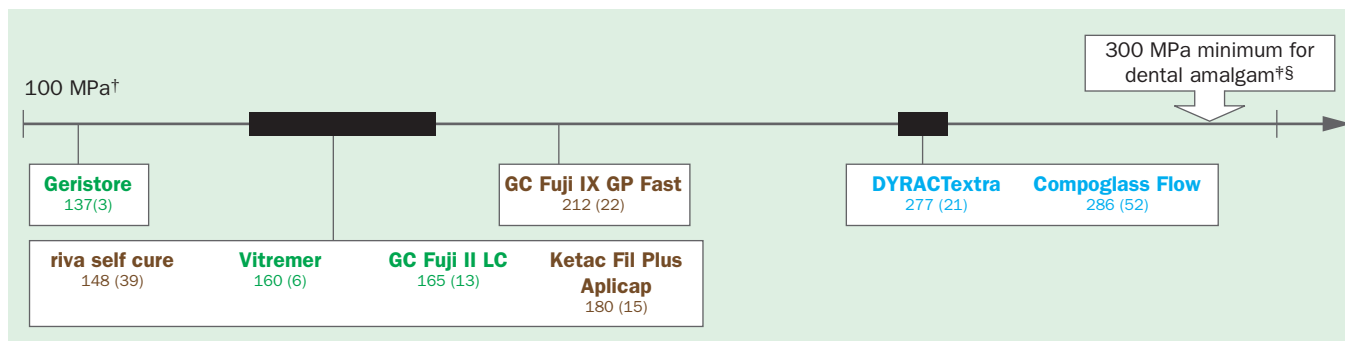 300 MPa minimum for
dental amalgam‡§
100 MPa†
Geristore
137(3)
GC Fuji IX GP Fast
212 (22)
DYRACTextra
277 (21)
Compoglass Flow
286 (52)
riva self cure
148 (39)
Vitremer
160 (6)
GC Fuji II LC
165 (13)
Ketac Fil Plus
Aplicap
180 (15)